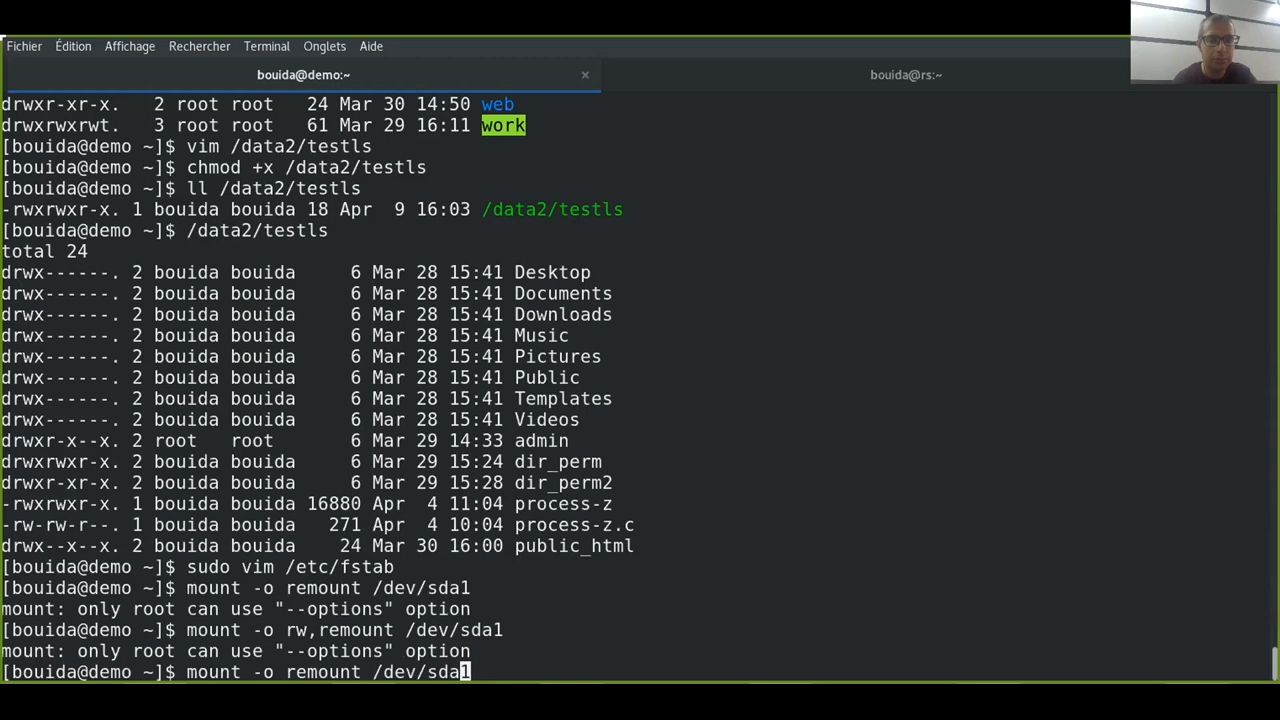 Fichier Édition Affichage Rechercher Terminal Onglets Aide
bouida@demo:~ × bouida@rs:~
drwxr-xr-x. 2 root root 24 Mar 30 14:50 web
drwxrwxrwt. 3 root root 61 Mar 29 16:11 work
[bouida@demo ~]$ vim /data2/testls
[bouida@demo ~]$ chmod +x /data2/testls
[bouida@demo ~]$ ll /data2/testls
-rwxrwxr-x. 1 bouida bouida 18 Apr 9 16:03 /data2/testls
[bouida@demo ~]$ /data2/testls
total 24
drwx------. 2 bouida bouida 6 Mar 28 15:41 Desktop
drwx------. 2 bouida bouida 6 Mar 28 15:41 Documents
drwx------. 2 bouida bouida 6 Mar 28 15:41 Downloads
drwx------. 2 bouida bouida 6 Mar 28 15:41 Music
drwx------. 2 bouida bouida 6 Mar 28 15:41 Pictures
drwx------. 2 bouida bouida 6 Mar 28 15:41 Public
drwx------. 2 bouida bouida 6 Mar 28 15:41 Templates
drwx------. 2 bouida bouida 6 Mar 28 15:41 Videos
drwxr-x--x. 2 root root 6 Mar 29 14:33 admin
drwxrwxr-x. 2 bouida bouida 6 Mar 29 15:24 dir_perm
drwxr-xr-x. 2 bouida bouida 6 Mar 29 15:28 dir_perm2
-rwxrwxr-x. 1 bouida bouida 16880 Apr 4 11:04 process-z
-rw-rw-r--. 1 bouida bouida 271 Apr 4 10:04 process-z.c
drwx--x--x. 2 bouida bouida 24 Mar 30 16:00 public_html
[bouida@demo ~]$ sudo vim /etc/fstab
[bouida@demo ~]$ mount -o remount /dev/sda1
mount: only root can use "--options" option
[bouida@demo ~]$ mount -o rw,remount /dev/sda1
mount: only root can use "--options" option
[bouida@demo ~]$ mount -o remount /dev/sda1